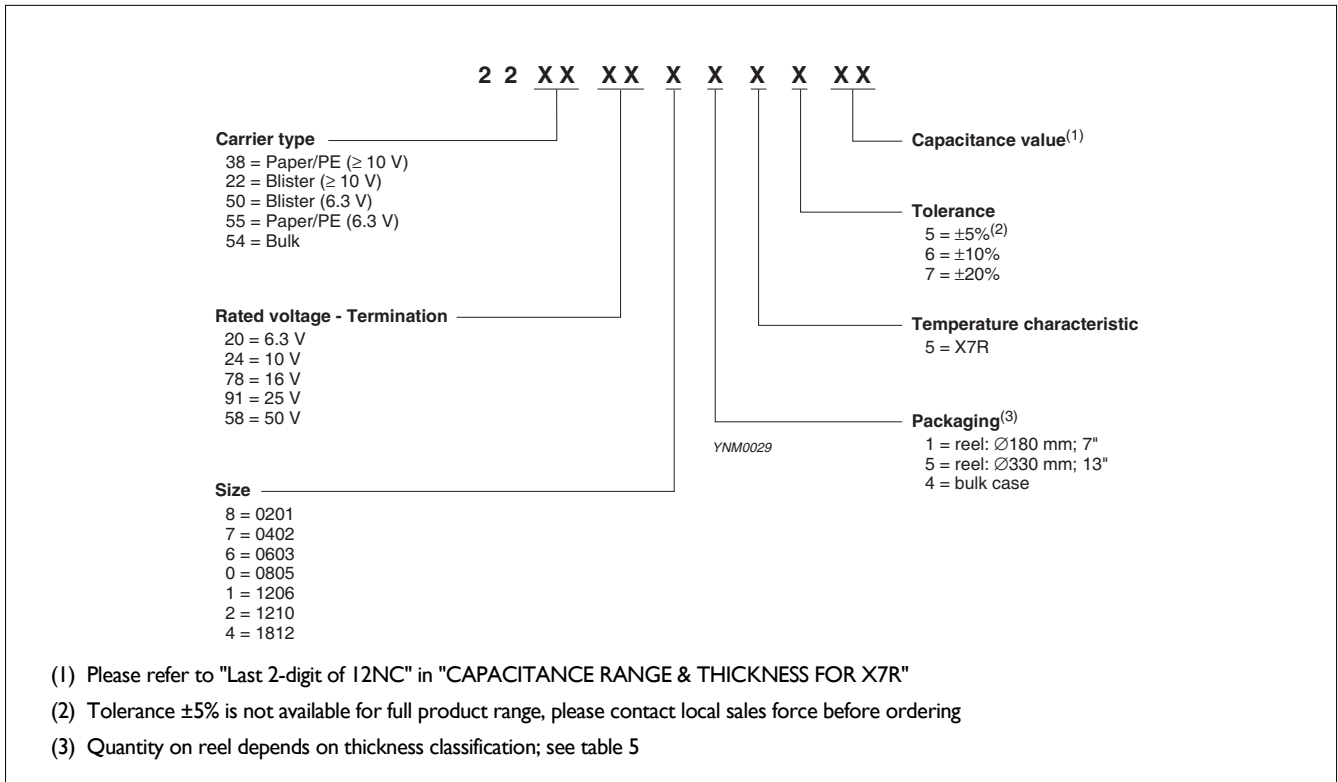 2 2 X X X X X X X X X X
Carrier type
38 = Paper/PE (≥ 10 V)
22 = Blister (≥ 10 V)
50 = Blister (6.3 V)
55 = Paper/PE (6.3 V)
54 = Bulk
Rated voltage - Termination
20 = 6.3 V
24 = 10 V
78 = 16 V
91 = 25 V
58 = 50 V
Size
8 = 0201
7 = 0402
6 = 0603
0 = 0805
1 = 1206
2 = 1210
4 = 1812
Capacitance value(1)
Tolerance
5 = ±5%(2)
6 = ±10%
7 = ±20%
Temperature characteristic
5 = X7R
Packaging(3)
1 = reel: ∅180 mm; 7"
5 = reel: ∅330 mm; 13"
4 = bulk case
YNM0029
(1) Please refer to "Last 2-digit of 12NC" in "CAPACITANCE RANGE & THICKNESS FOR X7R"
(2) Tolerance ±5% is not available for full product range, please contact local sales force before ordering
(3) Quantity on reel depends on thickness classification; see table 5